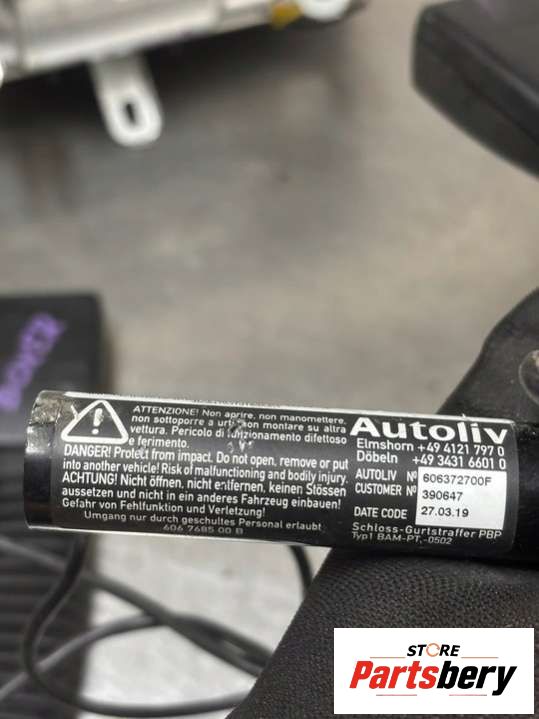 ATTENZIONE! Non aprire, non manomettere,
non sottoporre a urti, non montare su altra
vettura. Pericolo di funzionamento difettoso
e ferimento.
DANGER! Protect from impact. Do not open, remove or put
into another vehicle! Risk of malfunctioning and bodily injury.
ACHTUNG! Nicht öffnen, nicht entfernen, keinen Stössen
aussetzen und nicht in ein anderes Fahrzeug einbauen!
Gefahr von Fehlfunktion und Verletzung!
Umgang nur durch geschultes Personal erlaubt.
606 7685 00 B
Autoliv
Elmshorn +49 4121 797 0
Döbeln +49 3431 6601 0
AUTOLIV Nº 606372700F
CUSTOMER Nº 390647
DATE CODE 27.03.19
Schloss-Gurtstraffer PBP
Typ1 BAM-PT.-0502
STORE
Partsbery